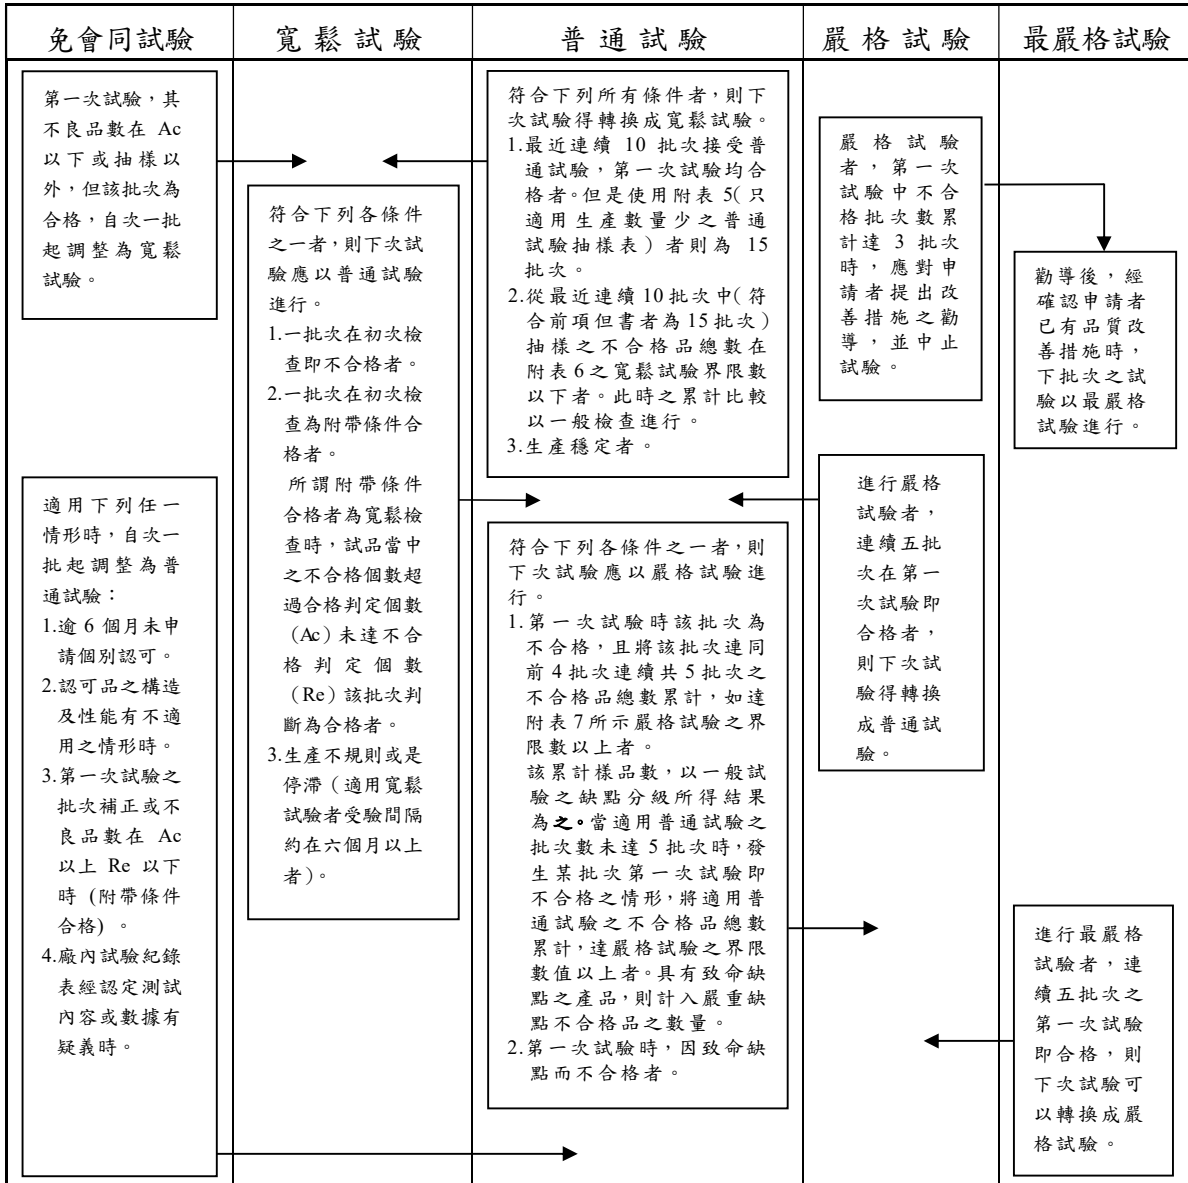 免會同試驗
寬鬆試驗
普通試驗
嚴格試驗
最嚴格試驗
第一次試驗，其
不良品數在 Ac
以下或抽樣以
外，但該批次為
合格，自次一批
起調整為寬鬆
試驗。
適用下列任一
情形時，自次一
批起調整為普
通試驗：
1.逾 6 個月未申
請個別認可。
2.認可品之構造
及性能有不適
用之情形時。
3.第一次試驗之
批次補正或不
良品數在 Ac
以上 Re 以下
時 (附帶條件
合格) 。
4.廠內試驗紀錄
表經認定測試
內容或數據有
疑義時。
符合下列各條件
之一者，則下次試
驗應以普通試驗
進行。
1.一批次在初次檢
查即不合格者。
2.一批次在初次檢
查為附帶條件合
格者。
所謂附帶條件
合格者為寬鬆檢
查時，試品當中
之不合格個數超
過合格判定個數
（Ac）未達不合
格判定個數
（Re）該批次判
斷為合格者。
3.生產不規則或是
停滯（適用寬鬆
試驗者受驗間隔
約在六個月以上
者）。
符合下列所有條件者，則下
次試驗得轉換成寬鬆試驗。
1.最近連續 10 批次接受普
通試驗，第一次試驗均合
格者。但是使用附表 5(只
適用生產數量少之普通
試驗抽樣表）者則為 15
批次。
2.從最近連續 10 批次中(符
合前項但書者為 15 批次)
抽樣之不合格品總數在
附表 6 之寬鬆試驗界限數
以下者。此時之累計比較
以一般檢查進行。
3.生產穩定者。
符合下列各條件之一者，則
下次試驗應以嚴格試驗進
行。
1.第一次試驗時該批次為
不合格，且將該批次連同
前 4 批次連續共 5 批次之
不合格品總數累計，如達
附表 7 所示嚴格試驗之界
限數以上者。
該累計樣品數，以一般試
驗之缺點分級所得結果
為之。當適用普通試驗之
批次數未達 5 批次時，發
生某批次第一次試驗即
不合格之情形，將適用普
通試驗之不合格品總數
累計，達嚴格試驗之界限
數值以上者。具有致命缺
點之產品，則計入嚴重缺
點不合格品之數量。
2.第一次試驗時，因致命缺
點而不合格者。
嚴格試驗
者，第一次
試驗中不合
格批次數累
計達 3 批次
時，應對申
請者提出改
善措施之勸
導，並中止
試驗。
進行嚴格
試驗者，
連續五批
次在第一
次試驗即
合格者，
則下次試
驗得轉換
成普通試
驗。
勸導後，經
確認申請者
已有品質改
善措施時，
下批次之試
驗以最嚴格
試驗進行。
進行最嚴格
試驗者，連
續五批次之
第一次試驗
即合格，則
下次試驗可
以轉換成嚴
格試驗。